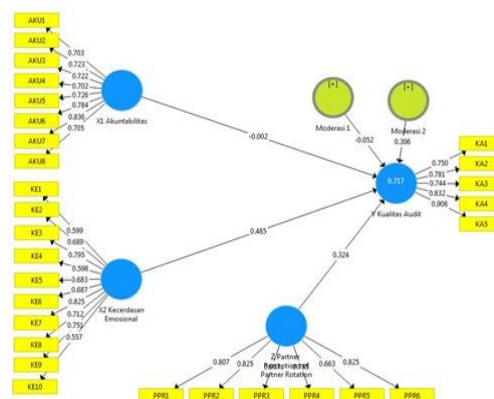 AKU1
AKU2
AKU3
AKU4
AKU5
AKU6
AKU7
AKU8
0.703
0.723
0.722
0.702
0.726
0.784
0.836
0.705
X1 Akuntabilitas
-0.002
[+]
Moderasi 1
[+]
Moderasi 2
-0.052
0.306
0.717
Y Kualitas Audit
0.750
0.781
0.744
0.832
0.908
KA1
KA2
KA3
KA4
KA5
KE1
KE2
KE3
KE4
KE5
KE6
KE7
KE8
KE9
KE10
0.599
0.689
0.795
0.598
0.683
0.687
0.825
0.712
0.751
0.557
X2 Kecerdasan
Emosional
0.485
0.324
Z Partner
Partner Rotation
0.807
0.825
0.663
0.825
PPR1
PPR2
PPR3
PPR4
PPR5
PPR6